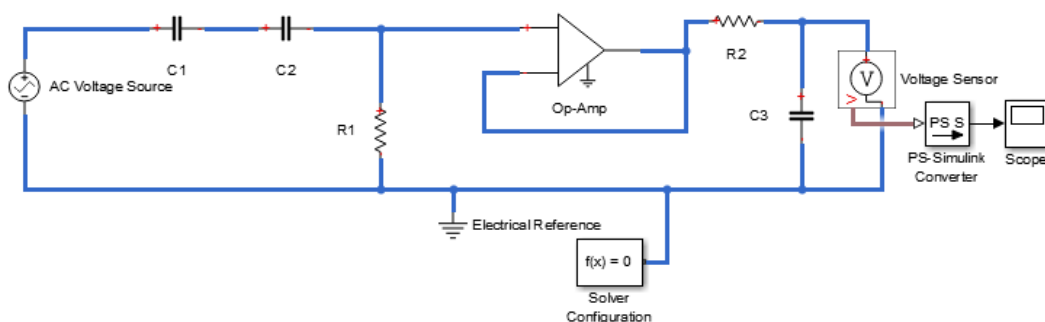 C1
C2
AC Voltage Source
R1
Op-Amp
R2
C3
V
Voltage Sensor
PS S
PS-Simulink
Converter
Scope
Electrical Reference
f(x) = 0
Solver
Configuration